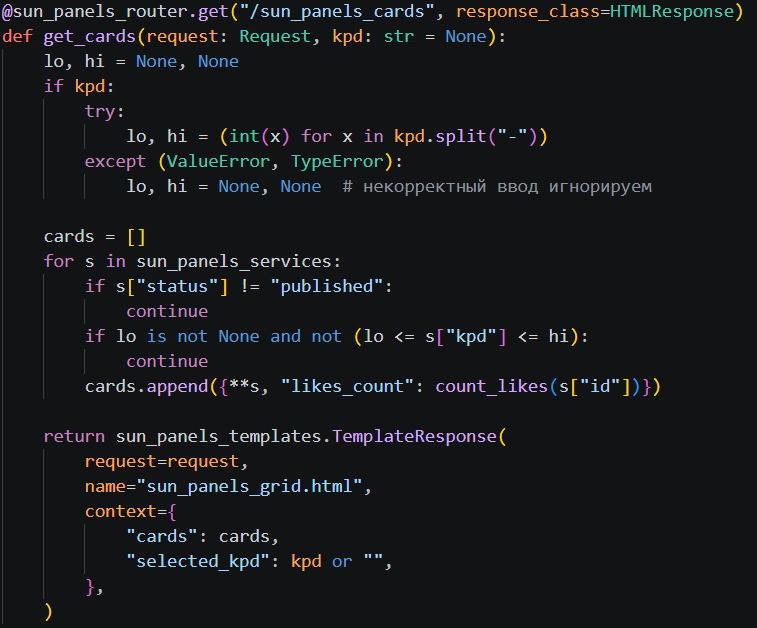 @sun_panels_router.get("/sun_panels_cards", response_class=HTMLResponse)
def get_cards(request: Request, kpd: str = None):
    lo, hi = None, None
    if kpd:
        try:
            lo, hi = (int(x) for x in kpd.split("-"))
        except (ValueError, TypeError):
            lo, hi = None, None  # некорректный ввод игнорируем

    cards = []
    for s in sun_panels_services:
        if s["status"] != "published":
            continue
        if lo is not None and not (lo <= s["kpd"] <= hi):
            continue
        cards.append({**s, "likes_count": count_likes(s["id"])})

    return sun_panels_templates.TemplateResponse(
        request=request,
        name="sun_panels_grid.html",
        context={
            "cards": cards,
            "selected_kpd": kpd or "",
        },
    )